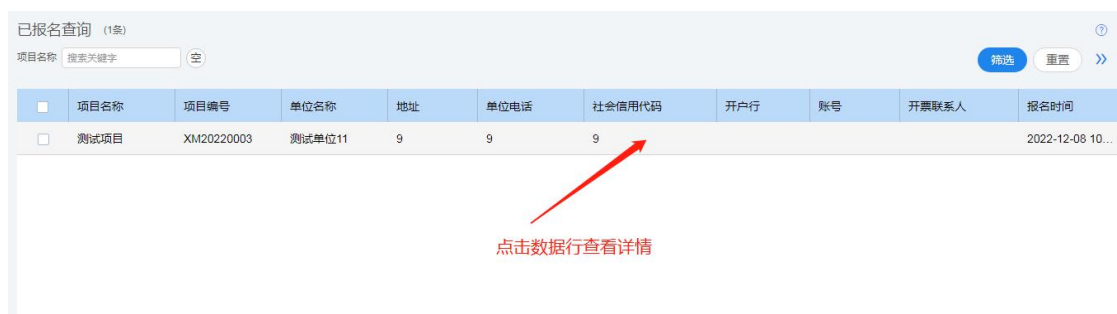 已报名查询 (1条)
项目名称 搜索关键字 空 筛选 重置
项目名称 项目编号 单位名称 地址 单位电话 社会信用代码 开户行 账号 开票联系人 报名时间
测试项目 XM20220003 测试单位11 9 9 9 2022-12-08 10...
点击数据行查看详情